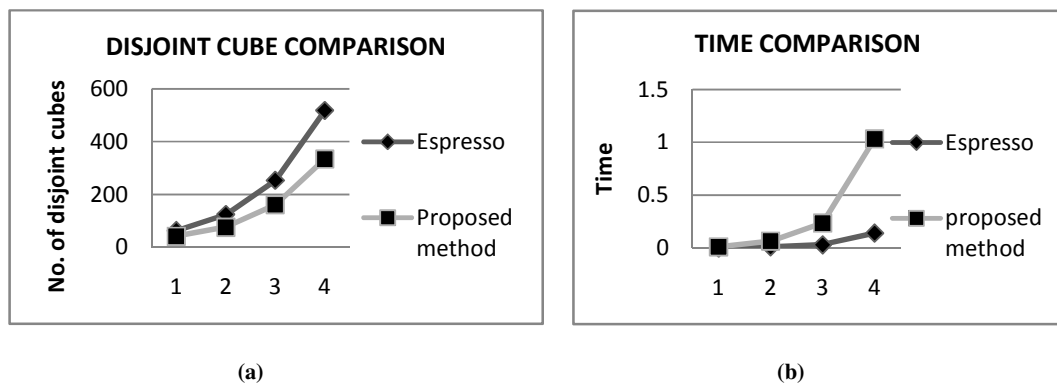 DISJOINT CUBE COMPARISON
No. of disjoint cubes
600
400
200
0
1 2 3 4
Espresso
Proposed
method
(a)
TIME COMPARISON
Time
1.5
1
0.5
0
1 2 3 4
Espresso
proposed
method
(b)